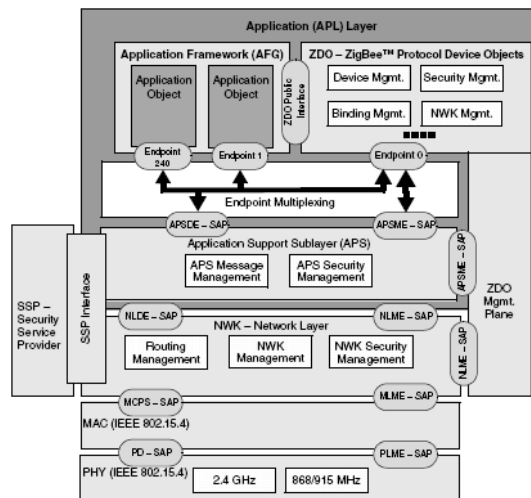 Application (APL) Layer
Application Framework (AFG)
ZDO – ZigBee™ Protocol Device Objects
Application
Object
Application
Object
ZDO Public
Interface
Device Mgmt.
Security Mgmt.
Binding Mgmt.
NWK Mgmt.
Endpoint
240
Endpoint 1
Endpoint 0
Endpoint Multiplexing
APSDE – SAP
APSME – SAP
Application Support Sublayer (APS)
APS Message
Management
APS Security
Management
APSME – SAP
SSP –
Security
Service
Provider
SSP Interface
ZDO
Mgmt.
Plane
NLDE – SAP
NLME – SAP
NWK – Network Layer
Routing
Management
NWK
Management
NWK Security
Management
NLME – SAP
MCPS – SAP
MLME – SAP
MAC (IEEE 802.15.4)
PD – SAP
PLME – SAP
PHY (IEEE 802.15.4)
2.4 GHz
868/915 MHz